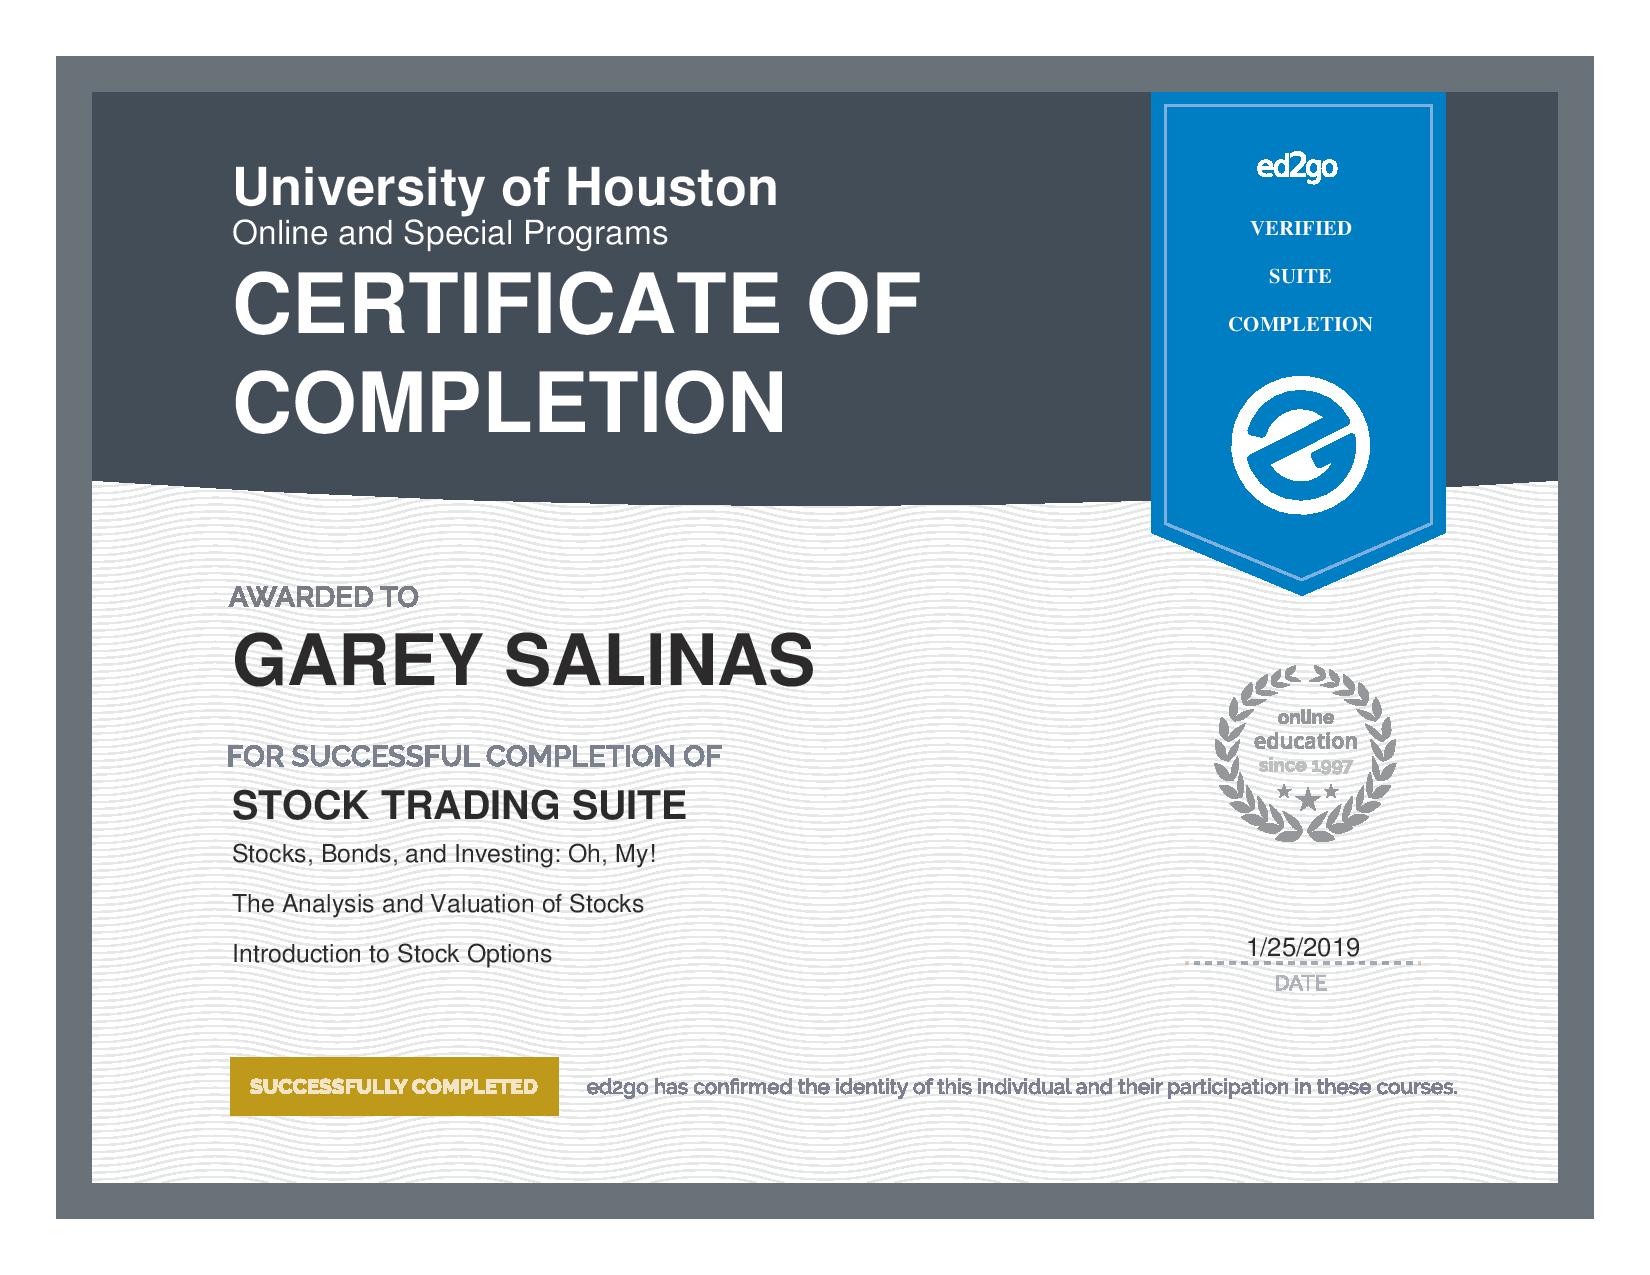 University of Houston
Online and Special Programs
CERTIFICATE OF
COMPLETION
ed2go
VERIFIED
SUITE
COMPLETION
AWARDED TO
GAREY SALINAS
FOR SUCCESSFUL COMPLETION OF
STOCK TRADING SUITE
Stocks, Bonds, and Investing: Oh, My!
The Analysis and Valuation of Stocks
Introduction to Stock Options
online
education
since 1997
1/25/2019
DATE
SUCCESSFULLY COMPLETED
ed2go has confirmed the identity of this individual and their participation in these courses.